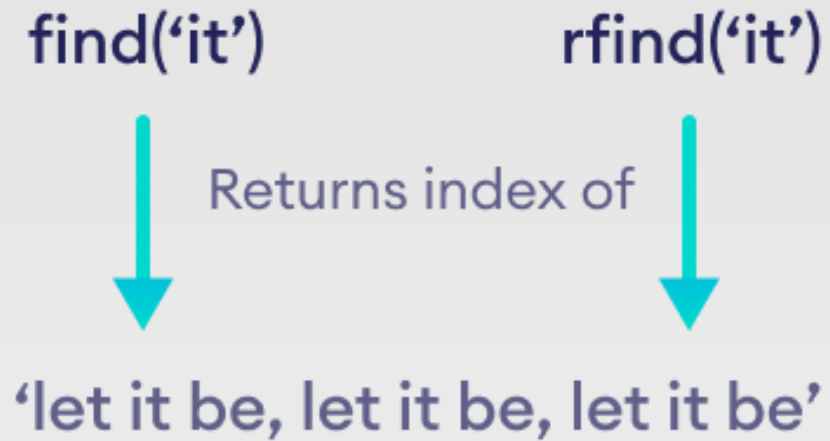 find(‘it’) rfind(‘it’)
Returns index of
‘let it be, let it be, let it be’